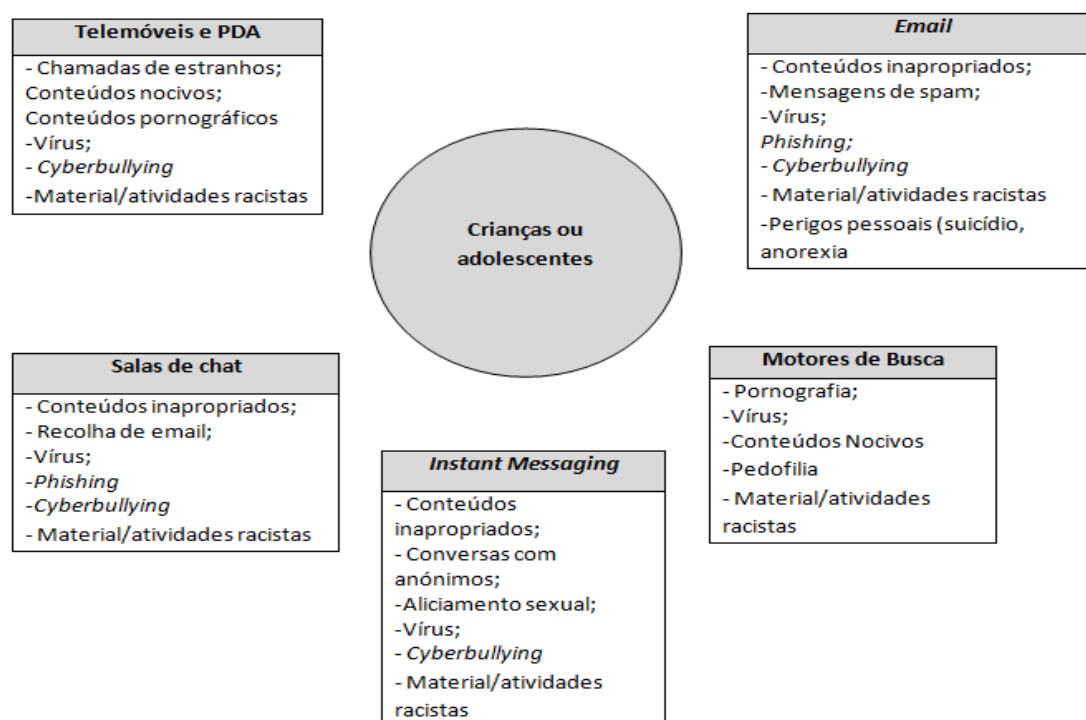 Telemóveis e PDA
- Chamadas de estranhos;
Conteúdos nocivos;
Conteúdos pornográficos
-Vírus;
- Cyberbullying
-Material/atividades racistas
Email
- Conteúdos inapropriados;
-Mensagens de spam;
-Vírus;
Phishing;
- Cyberbullying
- Material/atividades racistas
-Perigos pessoais (suicídio,
anorexia
Crianças ou
adolescentes
Salas de chat
- Conteúdos inapropriados;
- Recolha de email;
-Vírus;
-Phishing
-Cyberbullying
- Material/atividades racistas
Instant Messaging
- Conteúdos
inapropriados;
- Conversas com
anónimos;
-Aliciamento sexual;
-Vírus;
- Cyberbullying
- Material/atividades
racistas
Motores de Busca
- Pornografia;
-Vírus;
-Conteúdos Nocivos
-Pedofilia
- Material/atividades
racistas